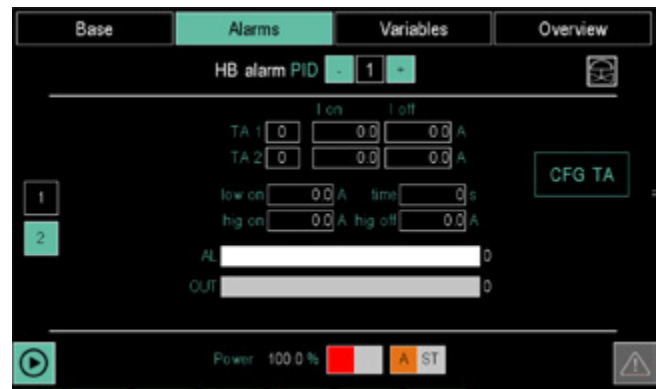 Base Alarms Variables Overview
HB alarm PID - 1 +
I on I off
TA 1 0 0.0 0.0 A
TA 2 0 0.0 0.0 A
CFG TA
1
low on 0.0 A time 0 s
hig on 0.0 A hig off 0.0 A
2
AL 0
OUT 0
Power 100.0 % A ST